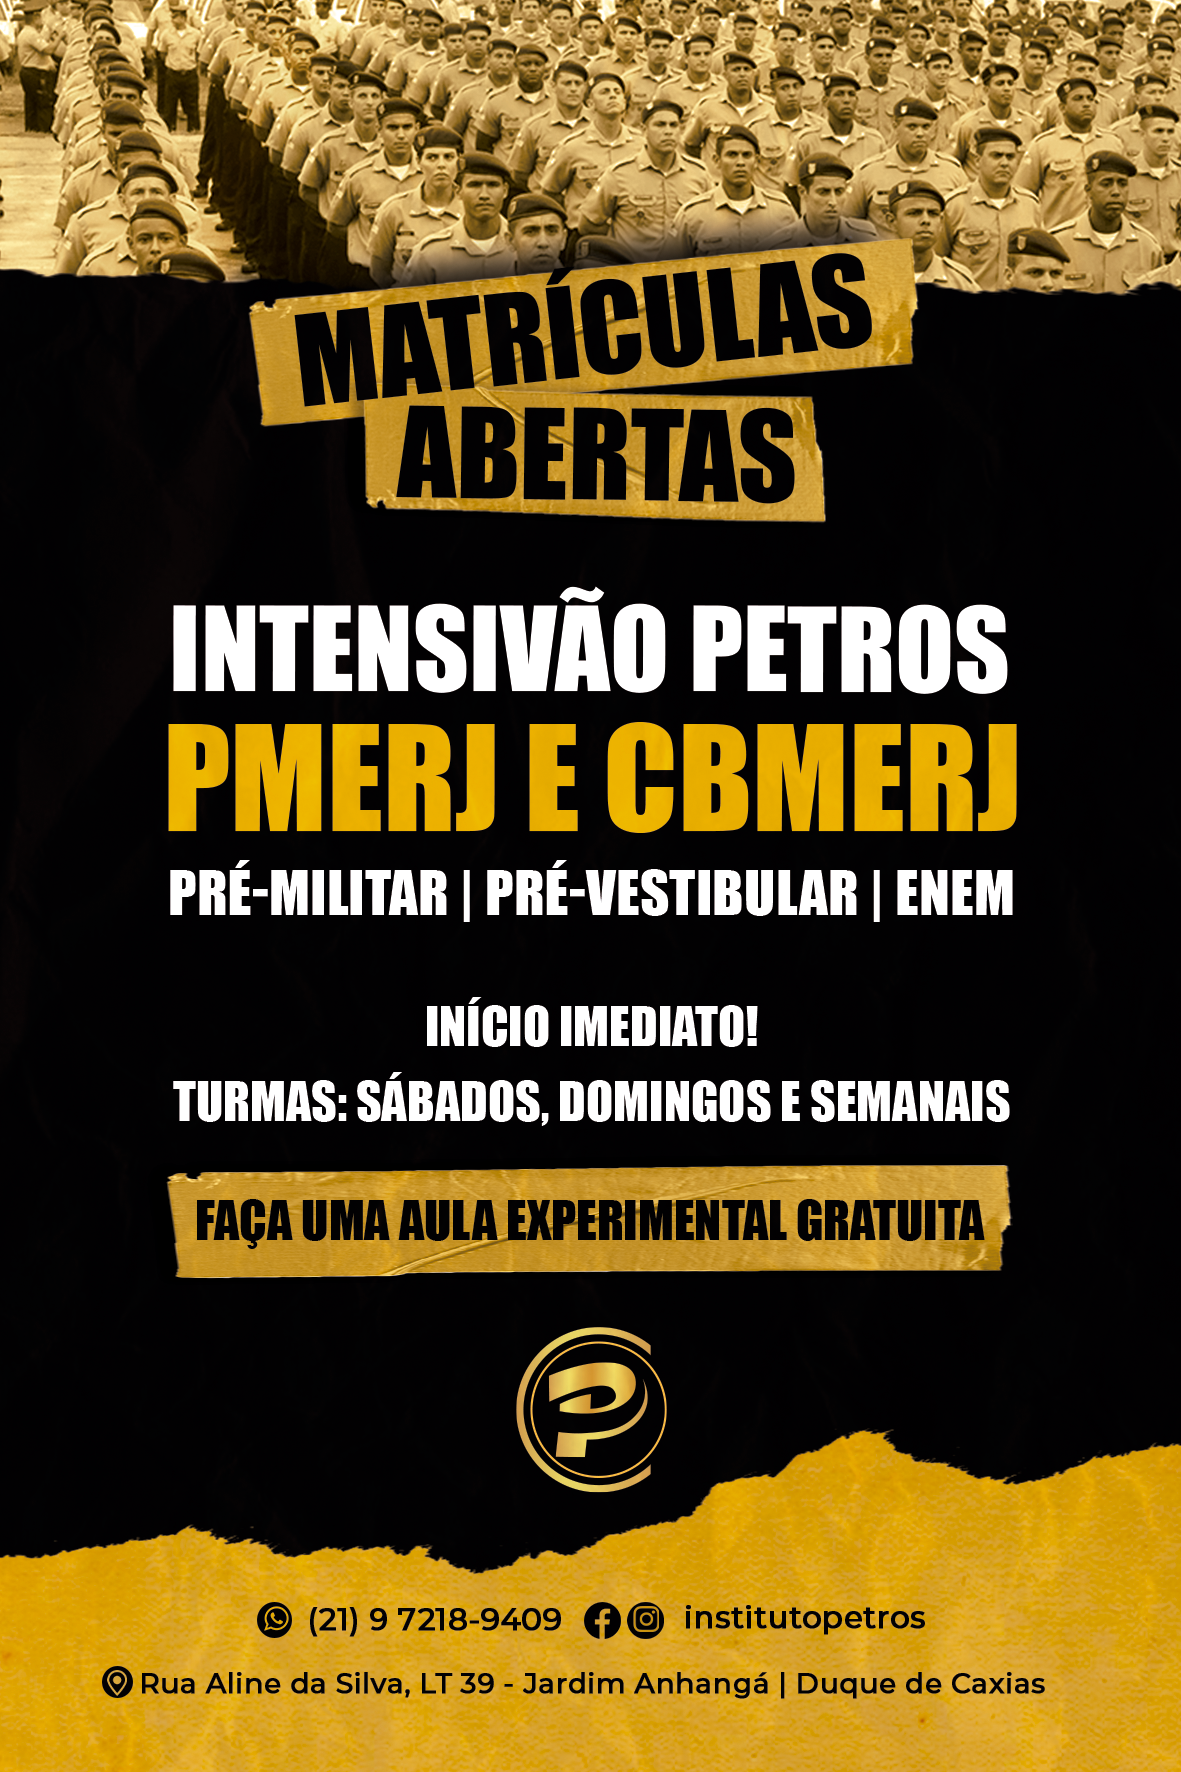 MATRÍCULAS
ABERTAS
INTENSIVÃO PETROS
PMERJ E CBMERJ
PRÉ-MILITAR | PRÉ-VESTIBULAR | ENEM
INÍCIO IMEDIATO!
TURMAS: SÁBADOS, DOMINGOS E SEMANAIS
FAÇA UMA AULA EXPERIMENTAL GRATUITA
P
(21) 9 7218-9409 institutopetros
Rua Aline da Silva, LT 39 - Jardim Anhangá | Duque de Caxias